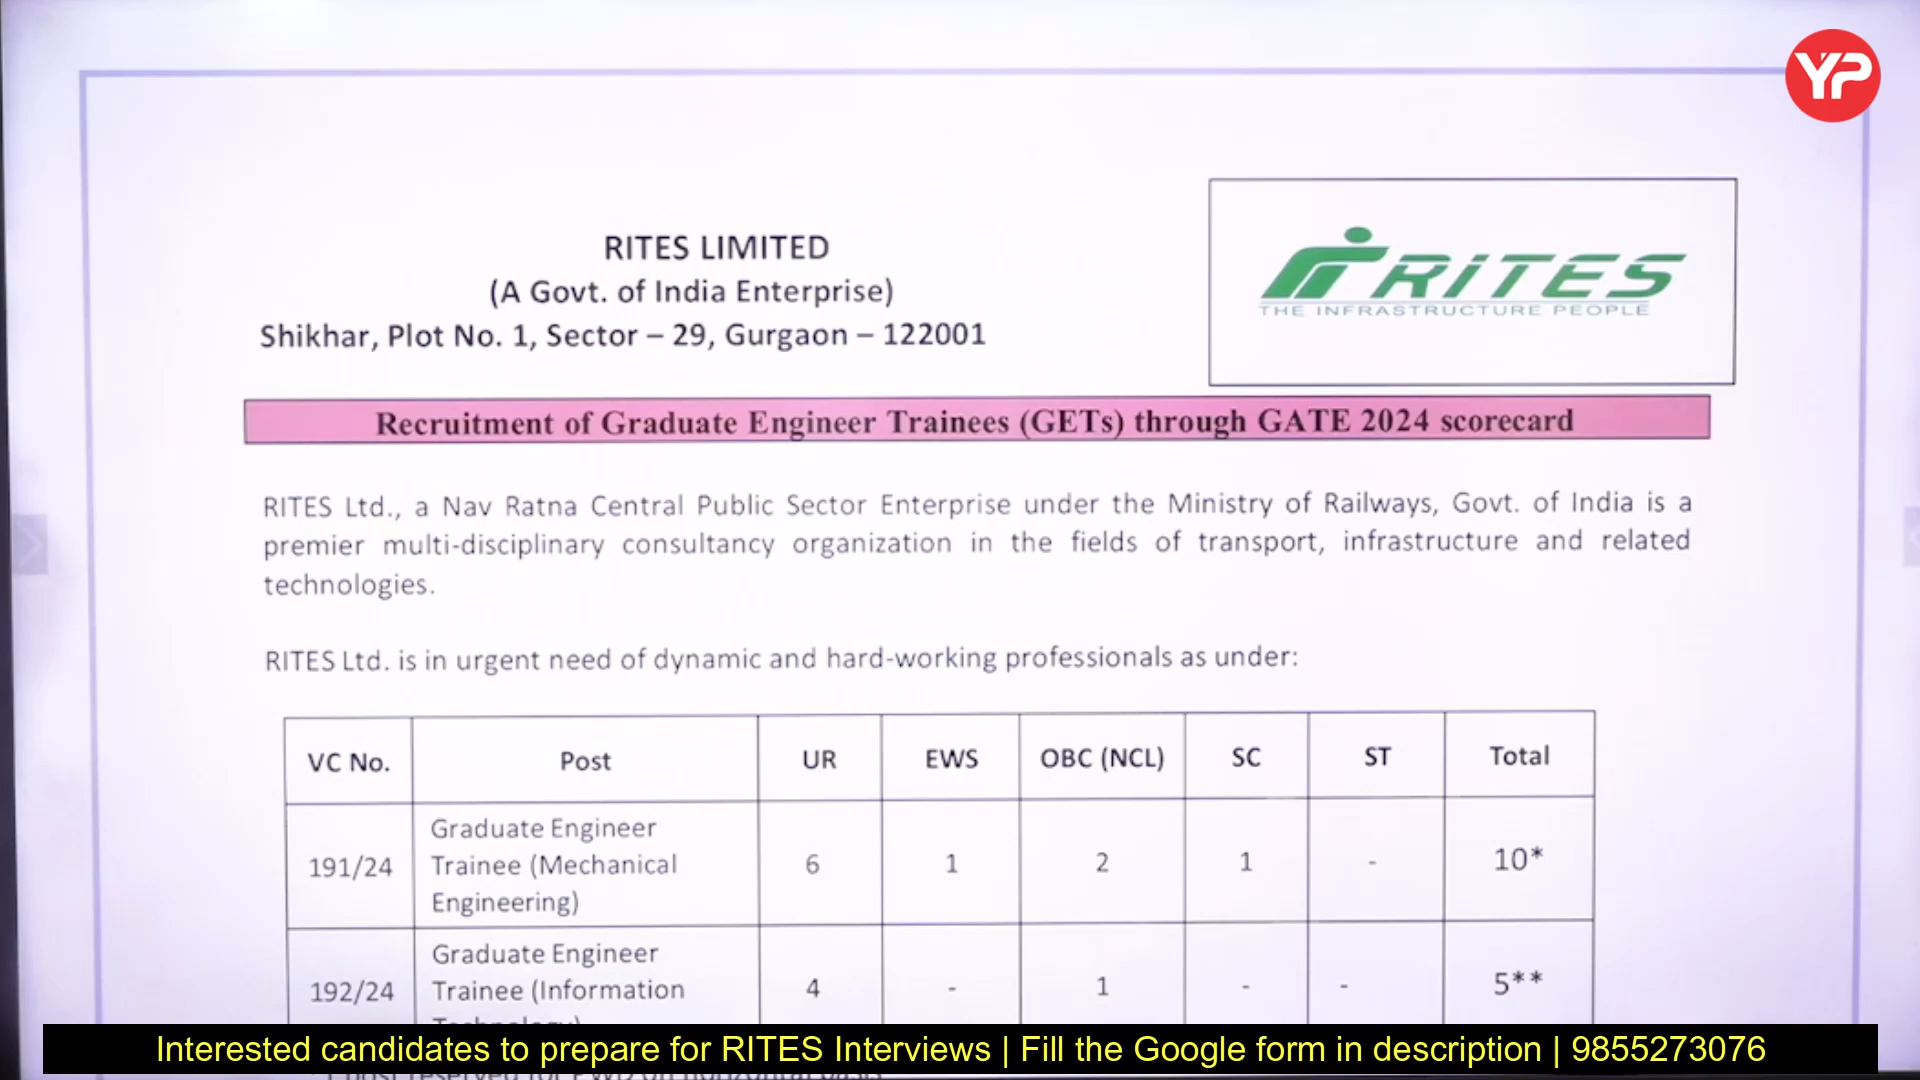 YP
RITES LIMITED
(A Govt. of India Enterprise)
Shikhar, Plot No. 1, Sector – 29, Gurgaon – 122001
RITES
THE INFRASTRUCTURE PEOPLE
Recruitment of Graduate Engineer Trainees (GETs) through GATE 2024 scorecard
RITES Ltd., a Nav Ratna Central Public Sector Enterprise under the Ministry of Railways, Govt. of India is a
premier multi-disciplinary consultancy organization in the fields of transport, infrastructure and related
technologies.
RITES Ltd. is in urgent need of dynamic and hard-working professionals as under:
VC No. Post UR EWS OBC (NCL) SC ST Total
Graduate Engineer
191/24 Trainee (Mechanical 6 1 2 1 - 10*
Engineering)
Graduate Engineer
192/24 Trainee (Information 4 - 1 - - 5**
Interested candidates to prepare for RITES Interviews | Fill the Google form in description | 9855273076